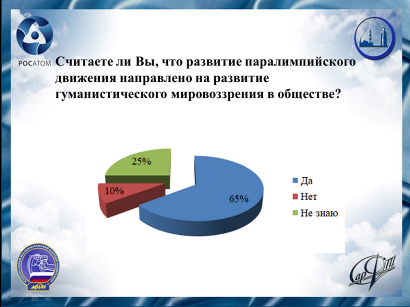 РОСАТОМ
Считаете ли Вы, что развитие паралимпийского
движения направлено на развитие
гуманистического мировоззрения в обществе?
25%
10%
65%
Да
Нет
Не знаю